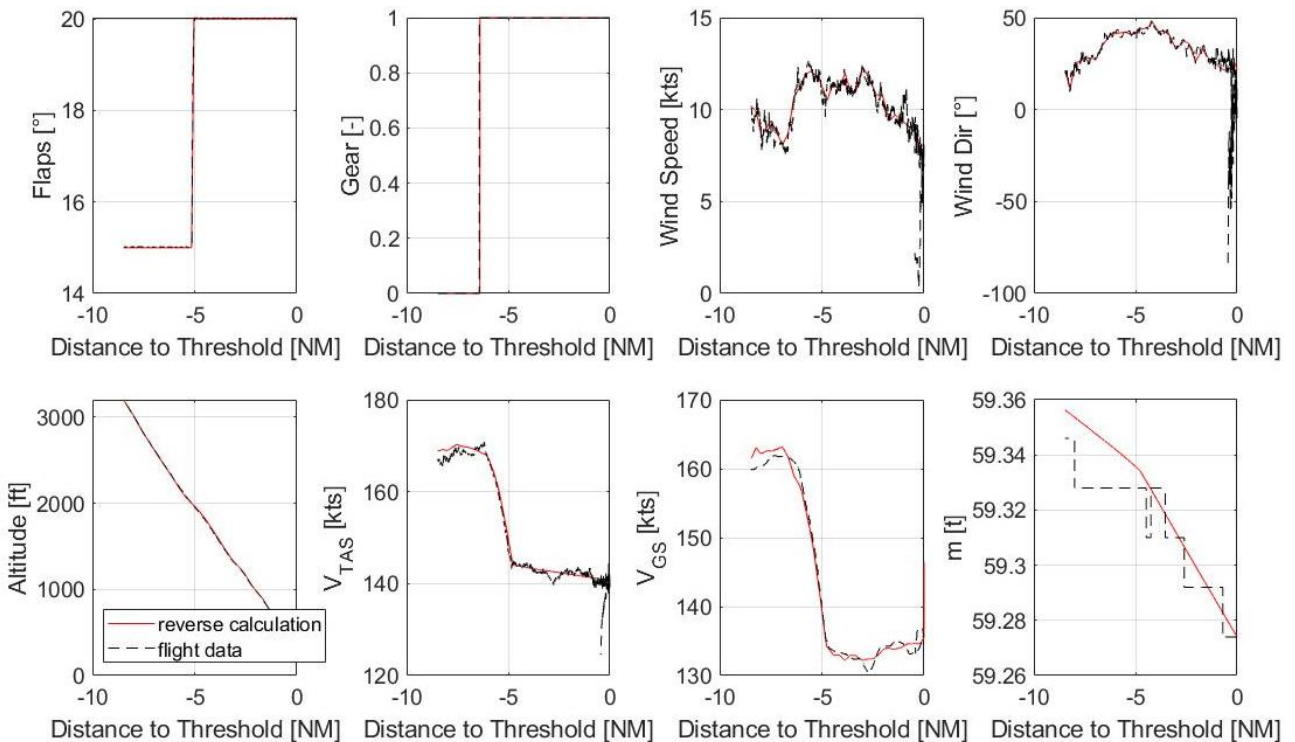 20
18
16
14
Flaps [°]
-10 -5 0
Distance to Threshold [NM]
1
0.8
0.6
0.4
0.2
0
Gear [-]
-10 -5 0
Distance to Threshold [NM]
15
10
5
0
Wind Speed [kts]
-10 -5 0
Distance to Threshold [NM]
50
0
-50
-100
Wind Dir [°]
-10 -5 0
Distance to Threshold [NM]
3000
2000
1000
0
Altitude [ft]
reverse calculation
flight data
-10 -5 0
Distance to Threshold [NM]
180
160
140
120
V_TAS [kts]
-10 -5 0
Distance to Threshold [NM]
170
160
150
140
130
V_GS [kts]
-10 -5 0
Distance to Threshold [NM]
59.36
59.34
59.32
59.3
59.28
59.26
m [t]
-10 -5 0
Distance to Threshold [NM]